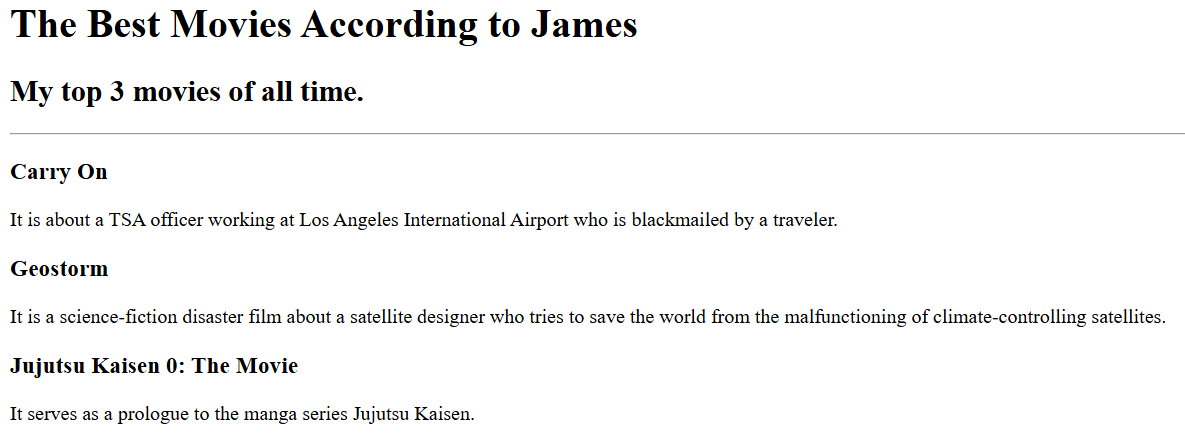 The Best Movies According to James
My top 3 movies of all time.
Carry On
It is about a TSA officer working at Los Angeles International Airport who is blackmailed by a traveler.
Geostorm
It is a science-fiction disaster film about a satellite designer who tries to save the world from the malfunctioning of climate-controlling satellites.
Jujutsu Kaisen 0: The Movie
It serves as a prologue to the manga series Jujutsu Kaisen.